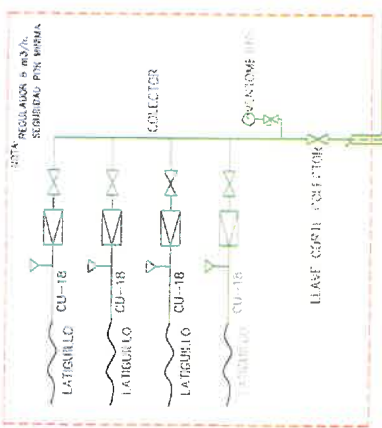 NOTA: REGULADOR 6 m3/h.
SEGURIDAD POR MINIMA
COLECTOR
LLAVE CORTE COLECTOR
CU-18
LATIGUILLO
CU-18
LATIGUILLO
CU-18
LATIGUILLO
CU-18
LATIGUILLO